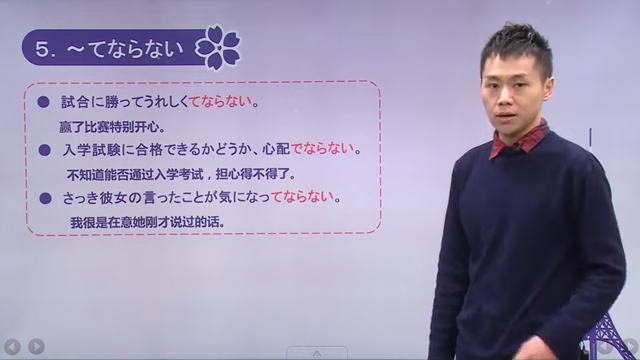 5. ～てならない
● 試合に勝ってうれしくてならない。
赢了比赛特别开心。
● 入学試験に合格できるかどうか、心配でならない。
不知道能否通过入学考试，担心得不得了。
● さっき彼女の言ったことが気になってならない。
我很是在意她刚才说过的话。